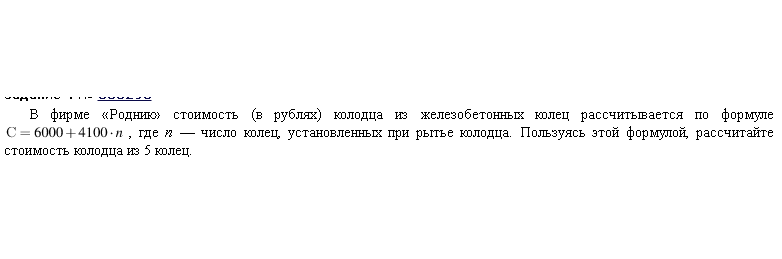 В фирме «Родник» стоимость (в рублях) колодца из железобетонных колец рассчитывается по формуле
C = 6000 + 4100 · n , где n — число колец, установленных при рытье колодца. Пользуясь этой формулой, рассчитайте
стоимость колодца из 5 колец.